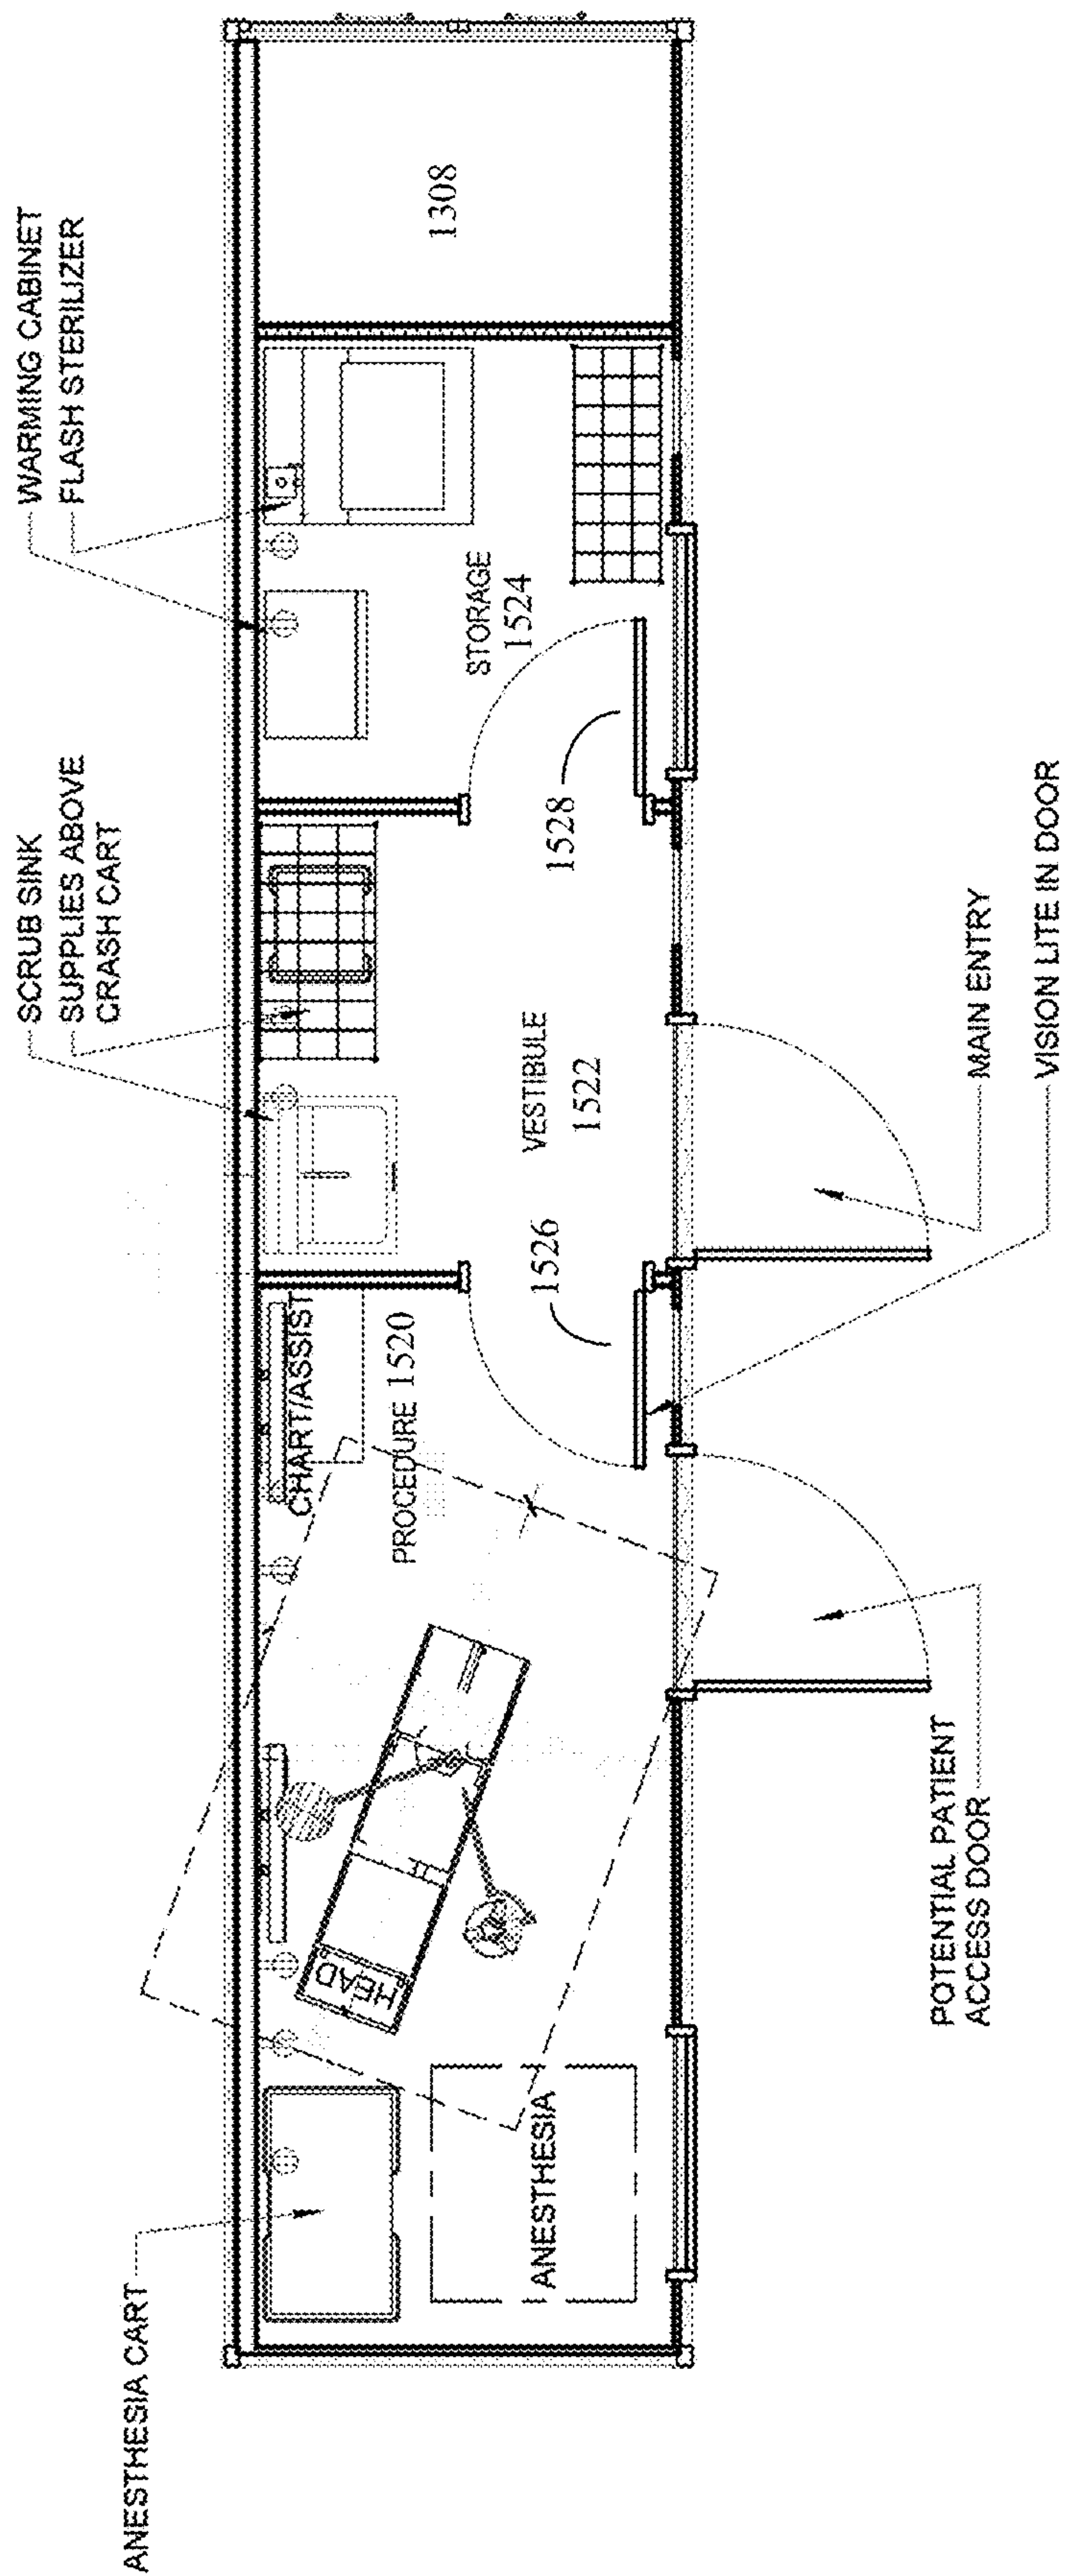 ANESTHESIA CART
SCRUB SINK
SUPPLIES ABOVE
CRASH CART
WARMING CABINET
FLASH STERILIZER
CHART/ASSIST
PROCEDURE 1520
HEAD
ANESTHESIA
1526
VESTIBULE
1522
1528
STORAGE
1524
1308
POTENTIAL PATIENT
ACCESS DOOR
MAIN ENTRY
VISION LITE IN DOOR